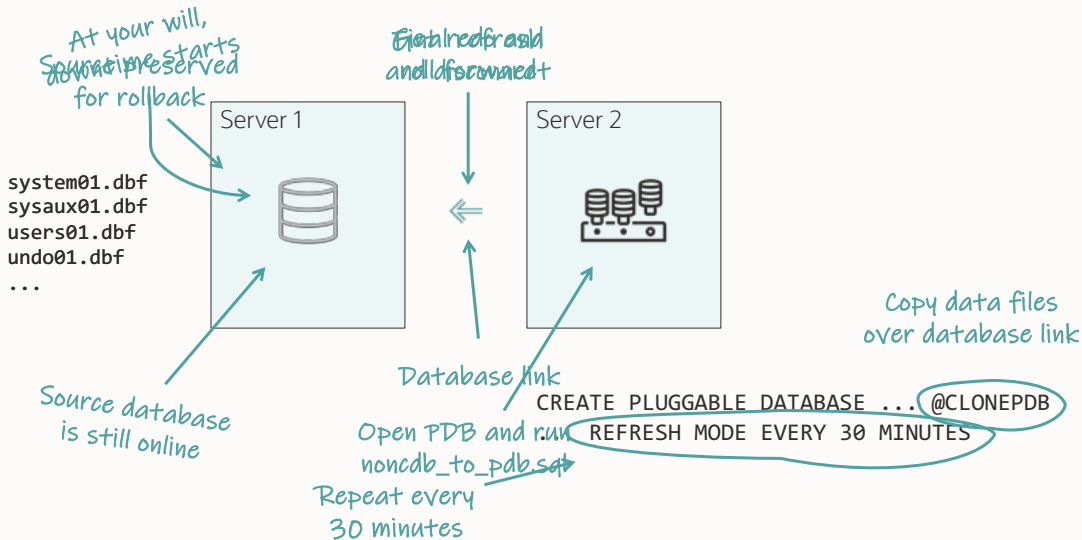 At your will,
downtime starts
preserved
for rollback
and
Server 1
Server 2
system01.dbf
sysaux01.dbf
users01.dbf
undo01.dbf
...
Copy data files
over database link
Database link
Source database
is still online
CREATE PLUGGABLE DATABASE ... @CLONEPDB
... REFRESH MODE EVERY 30 MINUTES
Open PDB and run
noncdb_to_pdb.sql
Repeat every
30 minutes